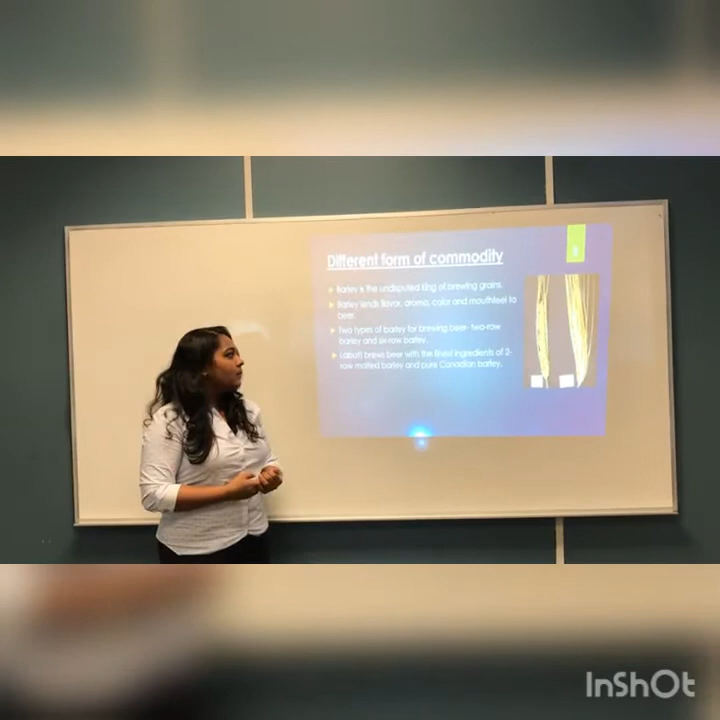 Different form of commodity
Barley is the undisputed king of brewing grains.
Barley lends flavor, aroma, color and mouthfeel to
beer.
Two types of barley for brewing beer- two-row
barley and six-row barley.
Labatt brews beer with the finest ingredients of 2-
row malted barley and pure Canadian barley.
InShOt